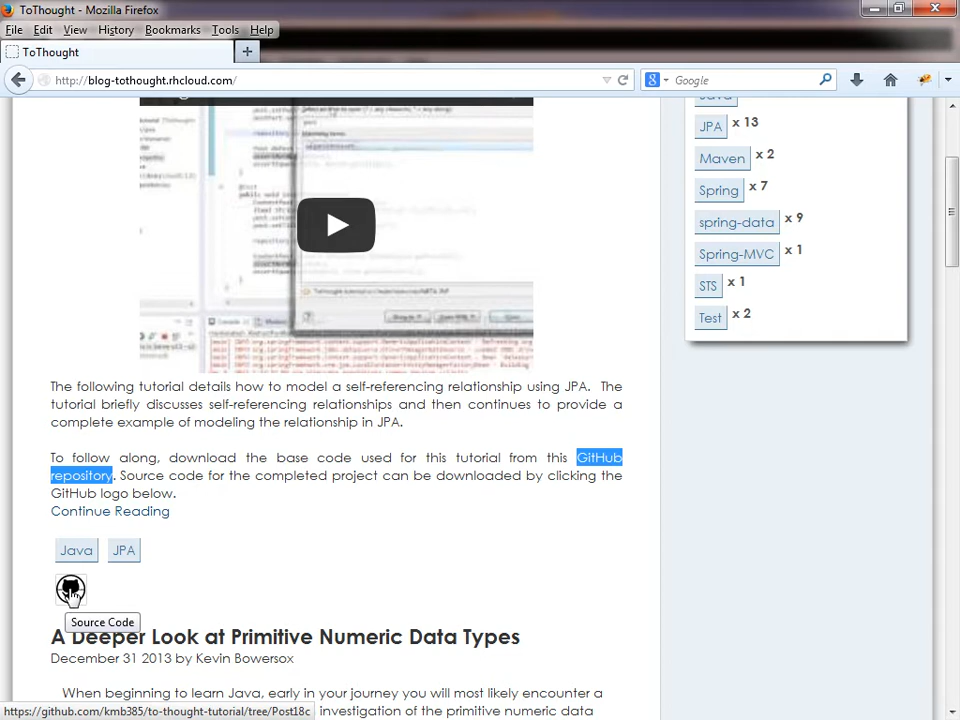 ToThought - Mozilla Firefox
File Edit View History Bookmarks Tools Help
ToThought
http://blog-tothought.rhcloud.com/
Google
Java
JPA x 13
Maven x 2
Spring x 7
spring-data x 9
Spring-MVC x 1
STS x 1
Test x 2
The following tutorial details how to model a self-referencing relationship using JPA. The
tutorial briefly discusses self-referencing relationships and then continues to provide a
complete example of modeling the relationship in JPA.
To follow along, download the base code used for this tutorial from this GitHub
repository. Source code for the completed project can be downloaded by clicking the
GitHub logo below.
Continue Reading
Java JPA
Source Code
A Deeper Look at Primitive Numeric Data Types
December 31 2013 by Kevin Bowersox
When beginning to learn Java, early in your journey you will most likely encounter a
https://github.com/kmb385/to-thought-tutorial/tree/Post18c investigation of the primitive numeric data